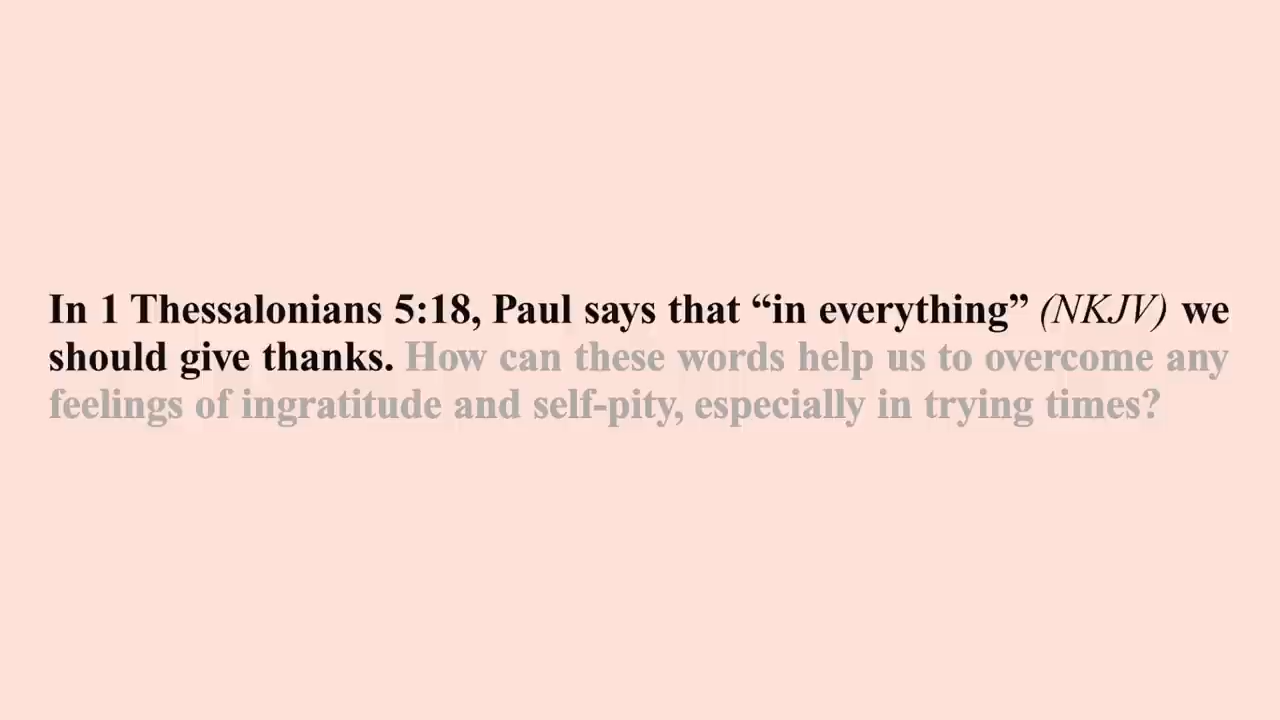 In 1 Thessalonians 5:18, Paul says that “in everything” (NKJV) we
should give thanks. How can these words help us to overcome any
feelings of ingratitude and self-pity, especially in trying times?